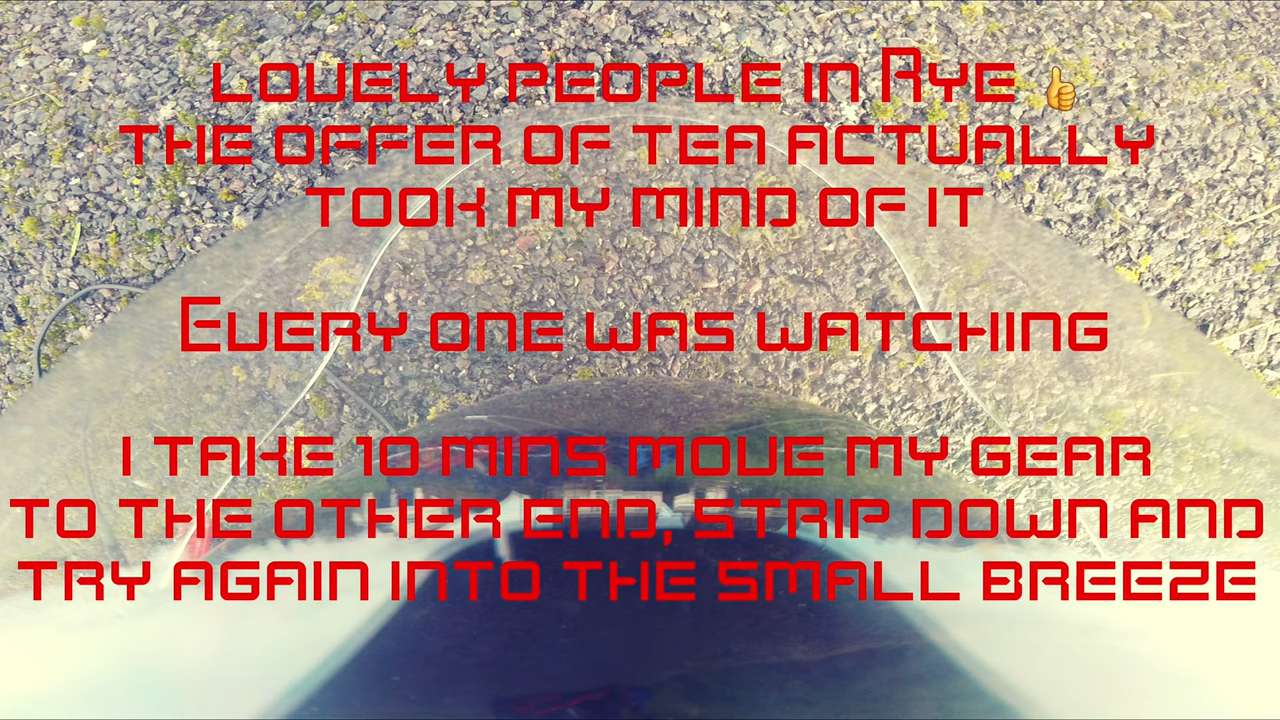 lovely people in Rye 👍
the offer of tea actually
took my mind of it
Every one was watching
I take 10 mins move my gear
to the other end, strip down and
try again into the small breeze